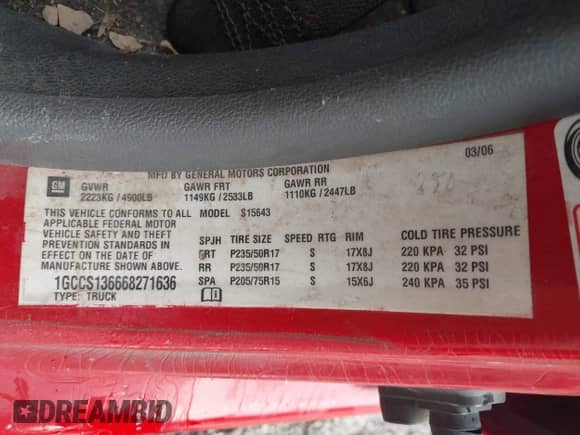 MFD BY GENERAL MOTORS CORPORATION 03/06
GM GVWR GAWR FRT GAWR RR
2223KG / 4900LB 1149KG / 2533LB 1110KG / 2447LB
THIS VEHICLE CONFORMS TO ALL MODEL S15643
APPLICABLE FEDERAL MOTOR
VEHICLE SAFETY AND THEFT SPJH TIRE SIZE SPEED RTG RIM COLD TIRE PRESSURE
PREVENTION STANDARDS IN FRT P235/50R17 S 17X8J 220 KPA 32 PSI
EFFECT ON THE DATE OF RR P235/50R17 S 17X8J 220 KPA 32 PSI
MANUFACTURE SHOWN ABOVE. SPA P205/75R15 S 15X6J 240 KPA 35 PSI
1GCCS136668271636
TYPE: TRUCK
DREAMBID